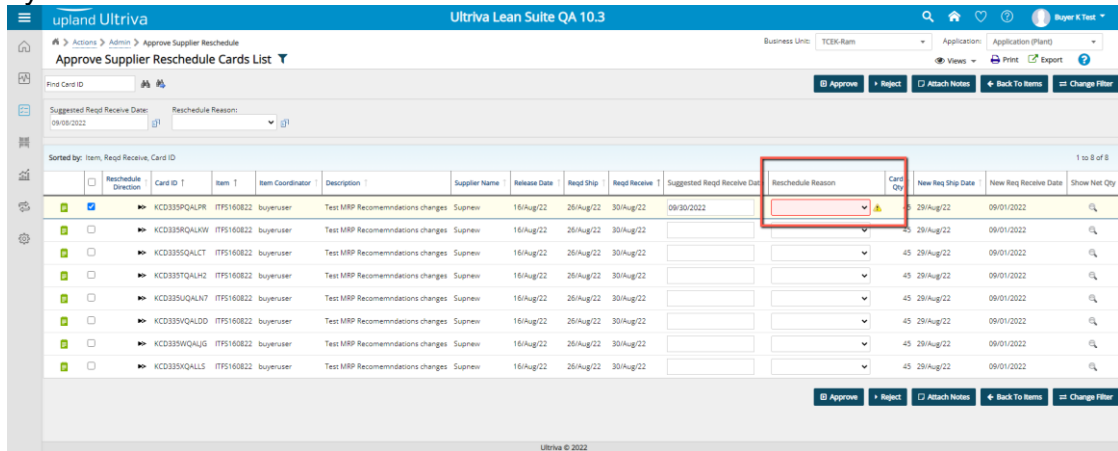 upland Ultriva
Ultriva Lean Suite QA 10.3
Buyer K Test
Actions > Admin > Approve Supplier Reschedule
Business Unit: TCEK-Ram Application: Application (Plant)
Approve Supplier Reschedule Cards List
Views Print Export ?
Find Card ID
Approve Reject Attach Notes Back To Items Change Filter
Suggested Reqd Receive Date: Reschedule Reason:
09/08/2022
Sorted by: Item, Reqd Receive, Card ID 1 to 8 of 8
Reschedule Direction Card ID Item Item Coordinator Description Supplier Name Release Date Reqd Ship Reqd Receive Suggested Reqd Receive Dat Reschedule Reason Card Qty New Req Ship Date New Req Receive Date Show Net Qty
KCD335PQALPR ITFS160822 buyeruser Test MRP Recomemndations changes Supnew 16/Aug/22 26/Aug/22 30/Aug/22 09/30/2022 45 29/Aug/22 09/01/2022
KCD335RQALKW ITFS160822 buyeruser Test MRP Recomemndations changes Supnew 16/Aug/22 26/Aug/22 30/Aug/22 45 29/Aug/22 09/01/2022
KCD335SQALCT ITFS160822 buyeruser Test MRP Recomemndations changes Supnew 16/Aug/22 26/Aug/22 30/Aug/22 45 29/Aug/22 09/01/2022
KCD335TQALH2 ITFS160822 buyeruser Test MRP Recomemndations changes Supnew 16/Aug/22 26/Aug/22 30/Aug/22 45 29/Aug/22 09/01/2022
KCD335UQALN7 ITFS160822 buyeruser Test MRP Recomemndations changes Supnew 16/Aug/22 26/Aug/22 30/Aug/22 45 29/Aug/22 09/01/2022
KCD335VQALDD ITFS160822 buyeruser Test MRP Recomemndations changes Supnew 16/Aug/22 26/Aug/22 30/Aug/22 45 29/Aug/22 09/01/2022
KCD335WQALJG ITFS160822 buyeruser Test MRP Recomemndations changes Supnew 16/Aug/22 26/Aug/22 30/Aug/22 45 29/Aug/22 09/01/2022
KCD335XQALLS ITFS160822 buyeruser Test MRP Recomemndations changes Supnew 16/Aug/22 26/Aug/22 30/Aug/22 45 29/Aug/22 09/01/2022
Approve Reject Attach Notes Back To Items Change Filter
Ultriva © 2022